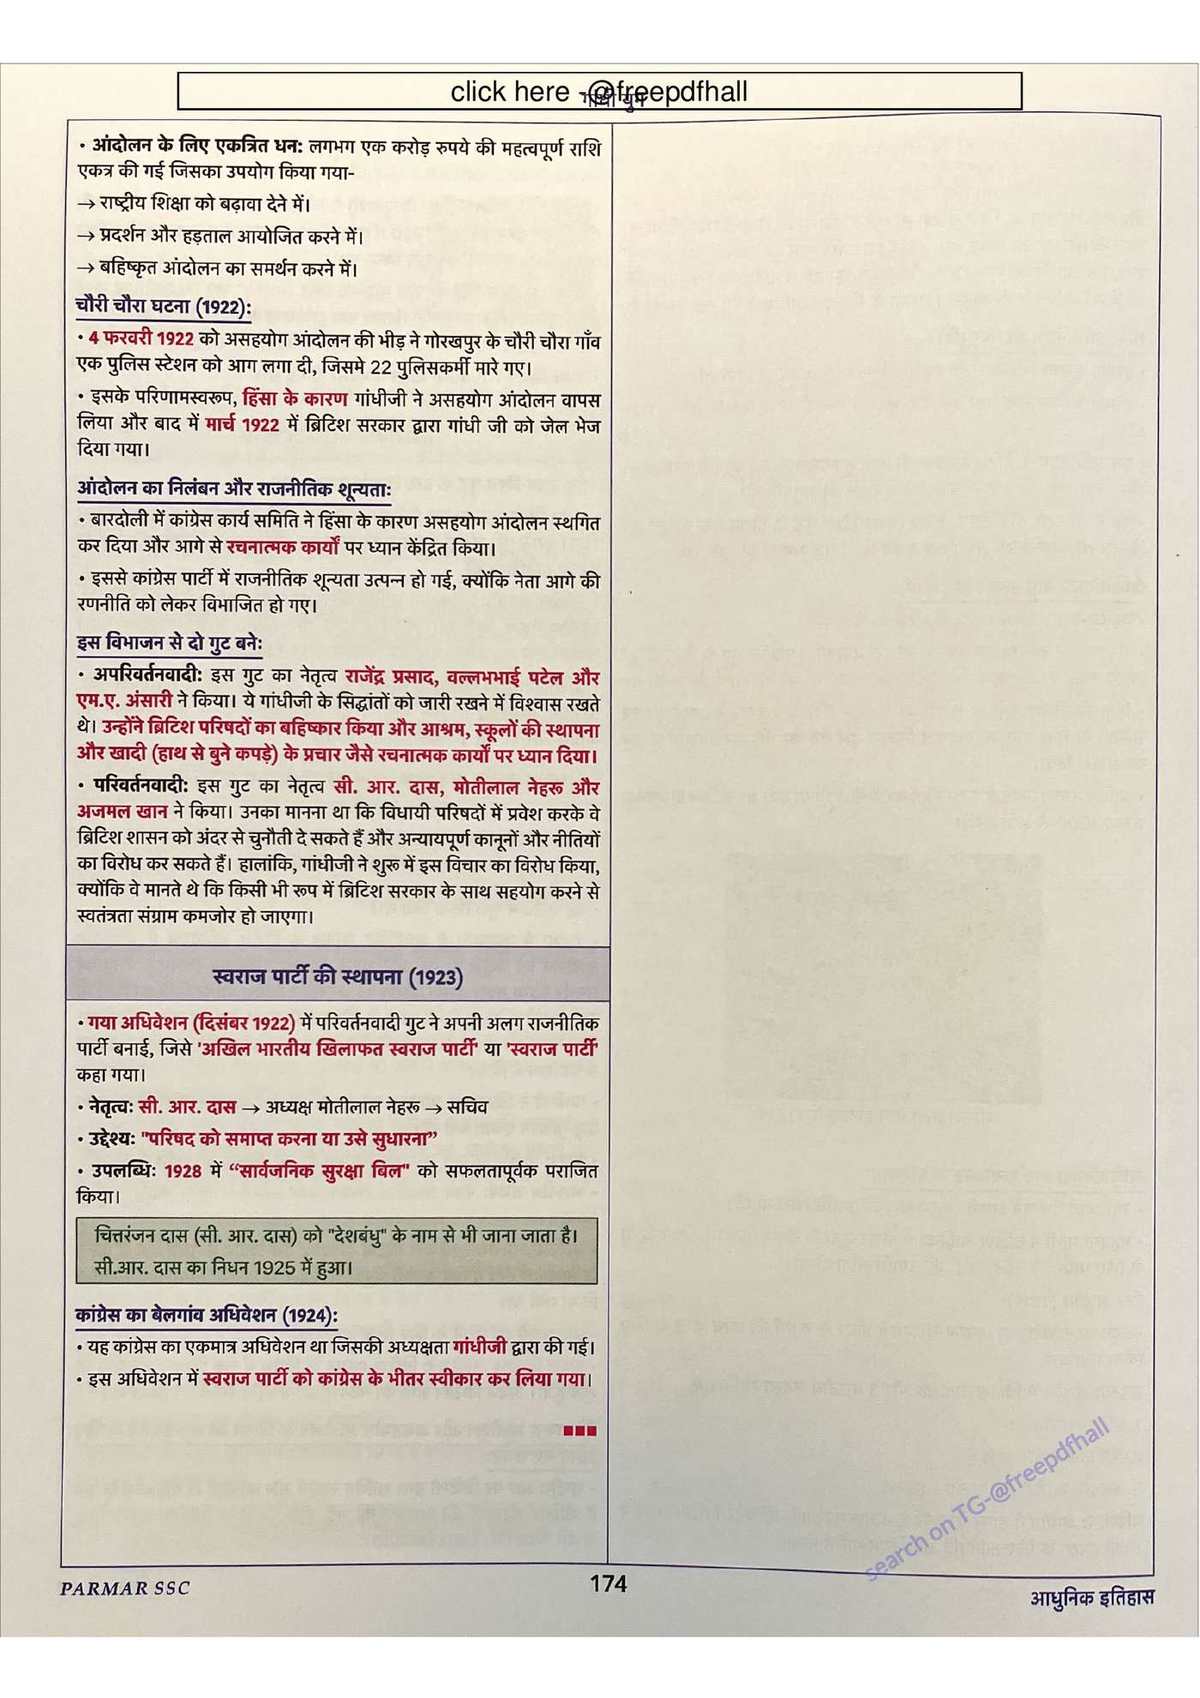 click here -@freepdfhall
गांधी युग
• आंदोलन के लिए एकत्रित धन: लगभग एक करोड़ रुपये की महत्वपूर्ण राशि
एकत्र की गई जिसका उपयोग किया गया-
→ राष्ट्रीय शिक्षा को बढ़ावा देने में।
→ प्रदर्शन और हड़ताल आयोजित करने में।
→ बहिष्कृत आंदोलन का समर्थन करने में।
चौरी चौरा घटना (1922):
• 4 फरवरी 1922 को असहयोग आंदोलन की भीड़ ने गोरखपुर के चौरी चौरा गाँव
एक पुलिस स्टेशन को आग लगा दी, जिसमे 22 पुलिसकर्मी मारे गए।
• इसके परिणामस्वरूप, हिंसा के कारण गांधीजी ने असहयोग आंदोलन वापस
लिया और बाद में मार्च 1922 में ब्रिटिश सरकार द्वारा गांधी जी को जेल भेज
दिया गया।
आंदोलन का निलंबन और राजनीतिक शून्यता:
• बारदोली में कांग्रेस कार्य समिति ने हिंसा के कारण असहयोग आंदोलन स्थगित
कर दिया और आगे से रचनात्मक कार्यों पर ध्यान केंद्रित किया।
• इससे कांग्रेस पार्टी में राजनीतिक शून्यता उत्पन्न हो गई, क्योंकि नेता आगे की
रणनीति को लेकर विभाजित हो गए।
इस विभाजन से दो गुट बने:
• अपरिवर्तनवादी: इस गुट का नेतृत्व राजेंद्र प्रसाद, वल्लभभाई पटेल और
एम.ए. अंसारी ने किया। ये गांधीजी के सिद्धांतों को जारी रखने में विश्वास रखते
थे। उन्होंने ब्रिटिश परिषदों का बहिष्कार किया और आश्रम, स्कूलों की स्थापना
और खादी (हाथ से बुने कपड़े) के प्रचार जैसे रचनात्मक कार्यों पर ध्यान दिया।
• परिवर्तनवादी: इस गुट का नेतृत्व सी. आर. दास, मोतीलाल नेहरू और
अजमल खान ने किया। उनका मानना था कि विधायी परिषदों में प्रवेश करके वे
ब्रिटिश शासन को अंदर से चुनौती दे सकते हैं और अन्यायपूर्ण कानूनों और नीतियों
का विरोध कर सकते हैं। हालांकि, गांधीजी ने शुरू में इस विचार का विरोध किया,
क्योंकि वे मानते थे कि किसी भी रूप में ब्रिटिश सरकार के साथ सहयोग करने से
स्वतंत्रता संग्राम कमजोर हो जाएगा।
स्वराज पार्टी की स्थापना (1923)
• गया अधिवेशन (दिसंबर 1922) में परिवर्तनवादी गुट ने अपनी अलग राजनीतिक
पार्टी बनाई, जिसे 'अखिल भारतीय खिलाफत स्वराज पार्टी' या 'स्वराज पार्टी'
कहा गया।
• नेतृत्व: सी. आर. दास → अध्यक्ष मोतीलाल नेहरू → सचिव
• उद्देश्य: "परिषद को समाप्त करना या उसे सुधारना”
• उपलब्धि: 1928 में “सार्वजनिक सुरक्षा बिल" को सफलतापूर्वक पराजित
किया।
चित्तरंजन दास (सी. आर. दास) को "देशबंधु" के नाम से भी जाना जाता है।
सी.आर. दास का निधन 1925 में हुआ।
कांग्रेस का बेलगांव अधिवेशन (1924):
• यह कांग्रेस का एकमात्र अधिवेशन था जिसकी अध्यक्षता गांधीजी द्वारा की गई।
• इस अधिवेशन में स्वराज पार्टी को कांग्रेस के भीतर स्वीकार कर लिया गया।
search on TG-@freepdfhall
PARMAR SSC
174
आधुनिक इतिहास